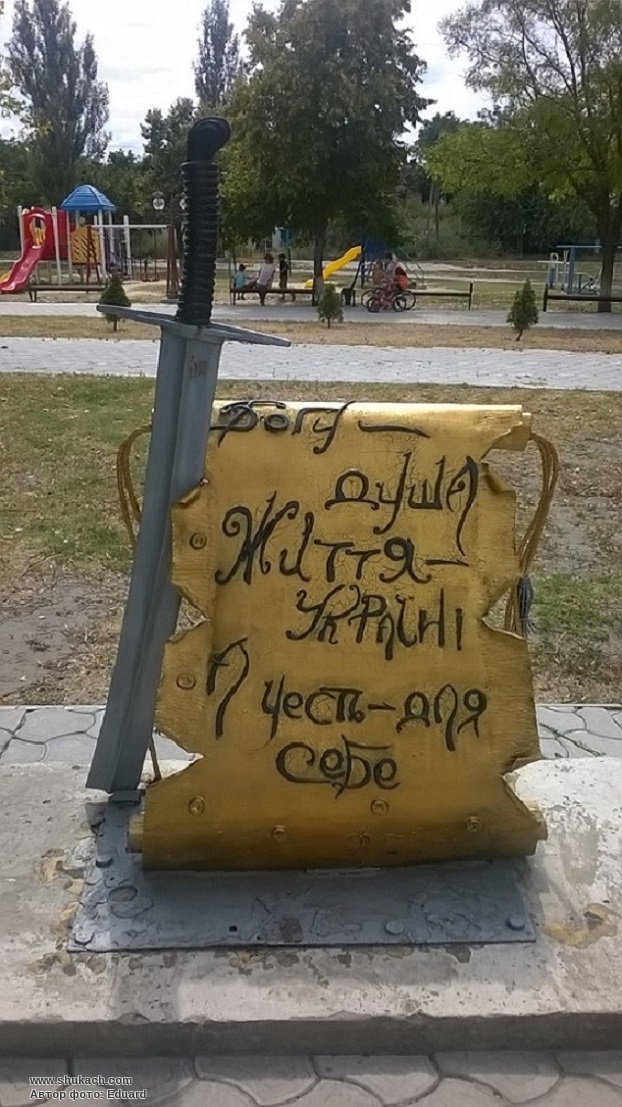 Богу —
душа
Життя —
Україні
А честь - для
себе
www.shukach.com
Автор фото: Eduard